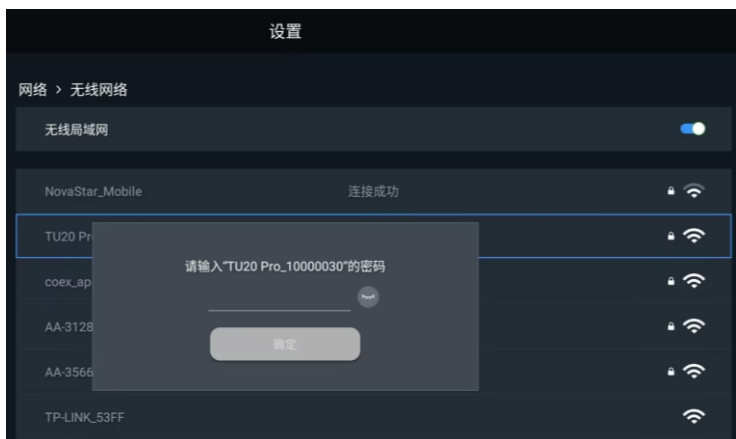 设置
网络 > 无线网络
无线局域网
NovaStar_Mobile 连接成功
TU20 Pr
请输入“TU20 Pro_10000030”的密码
coex_ap
AA-3128
确定
AA-3566
TP-LINK_53FF